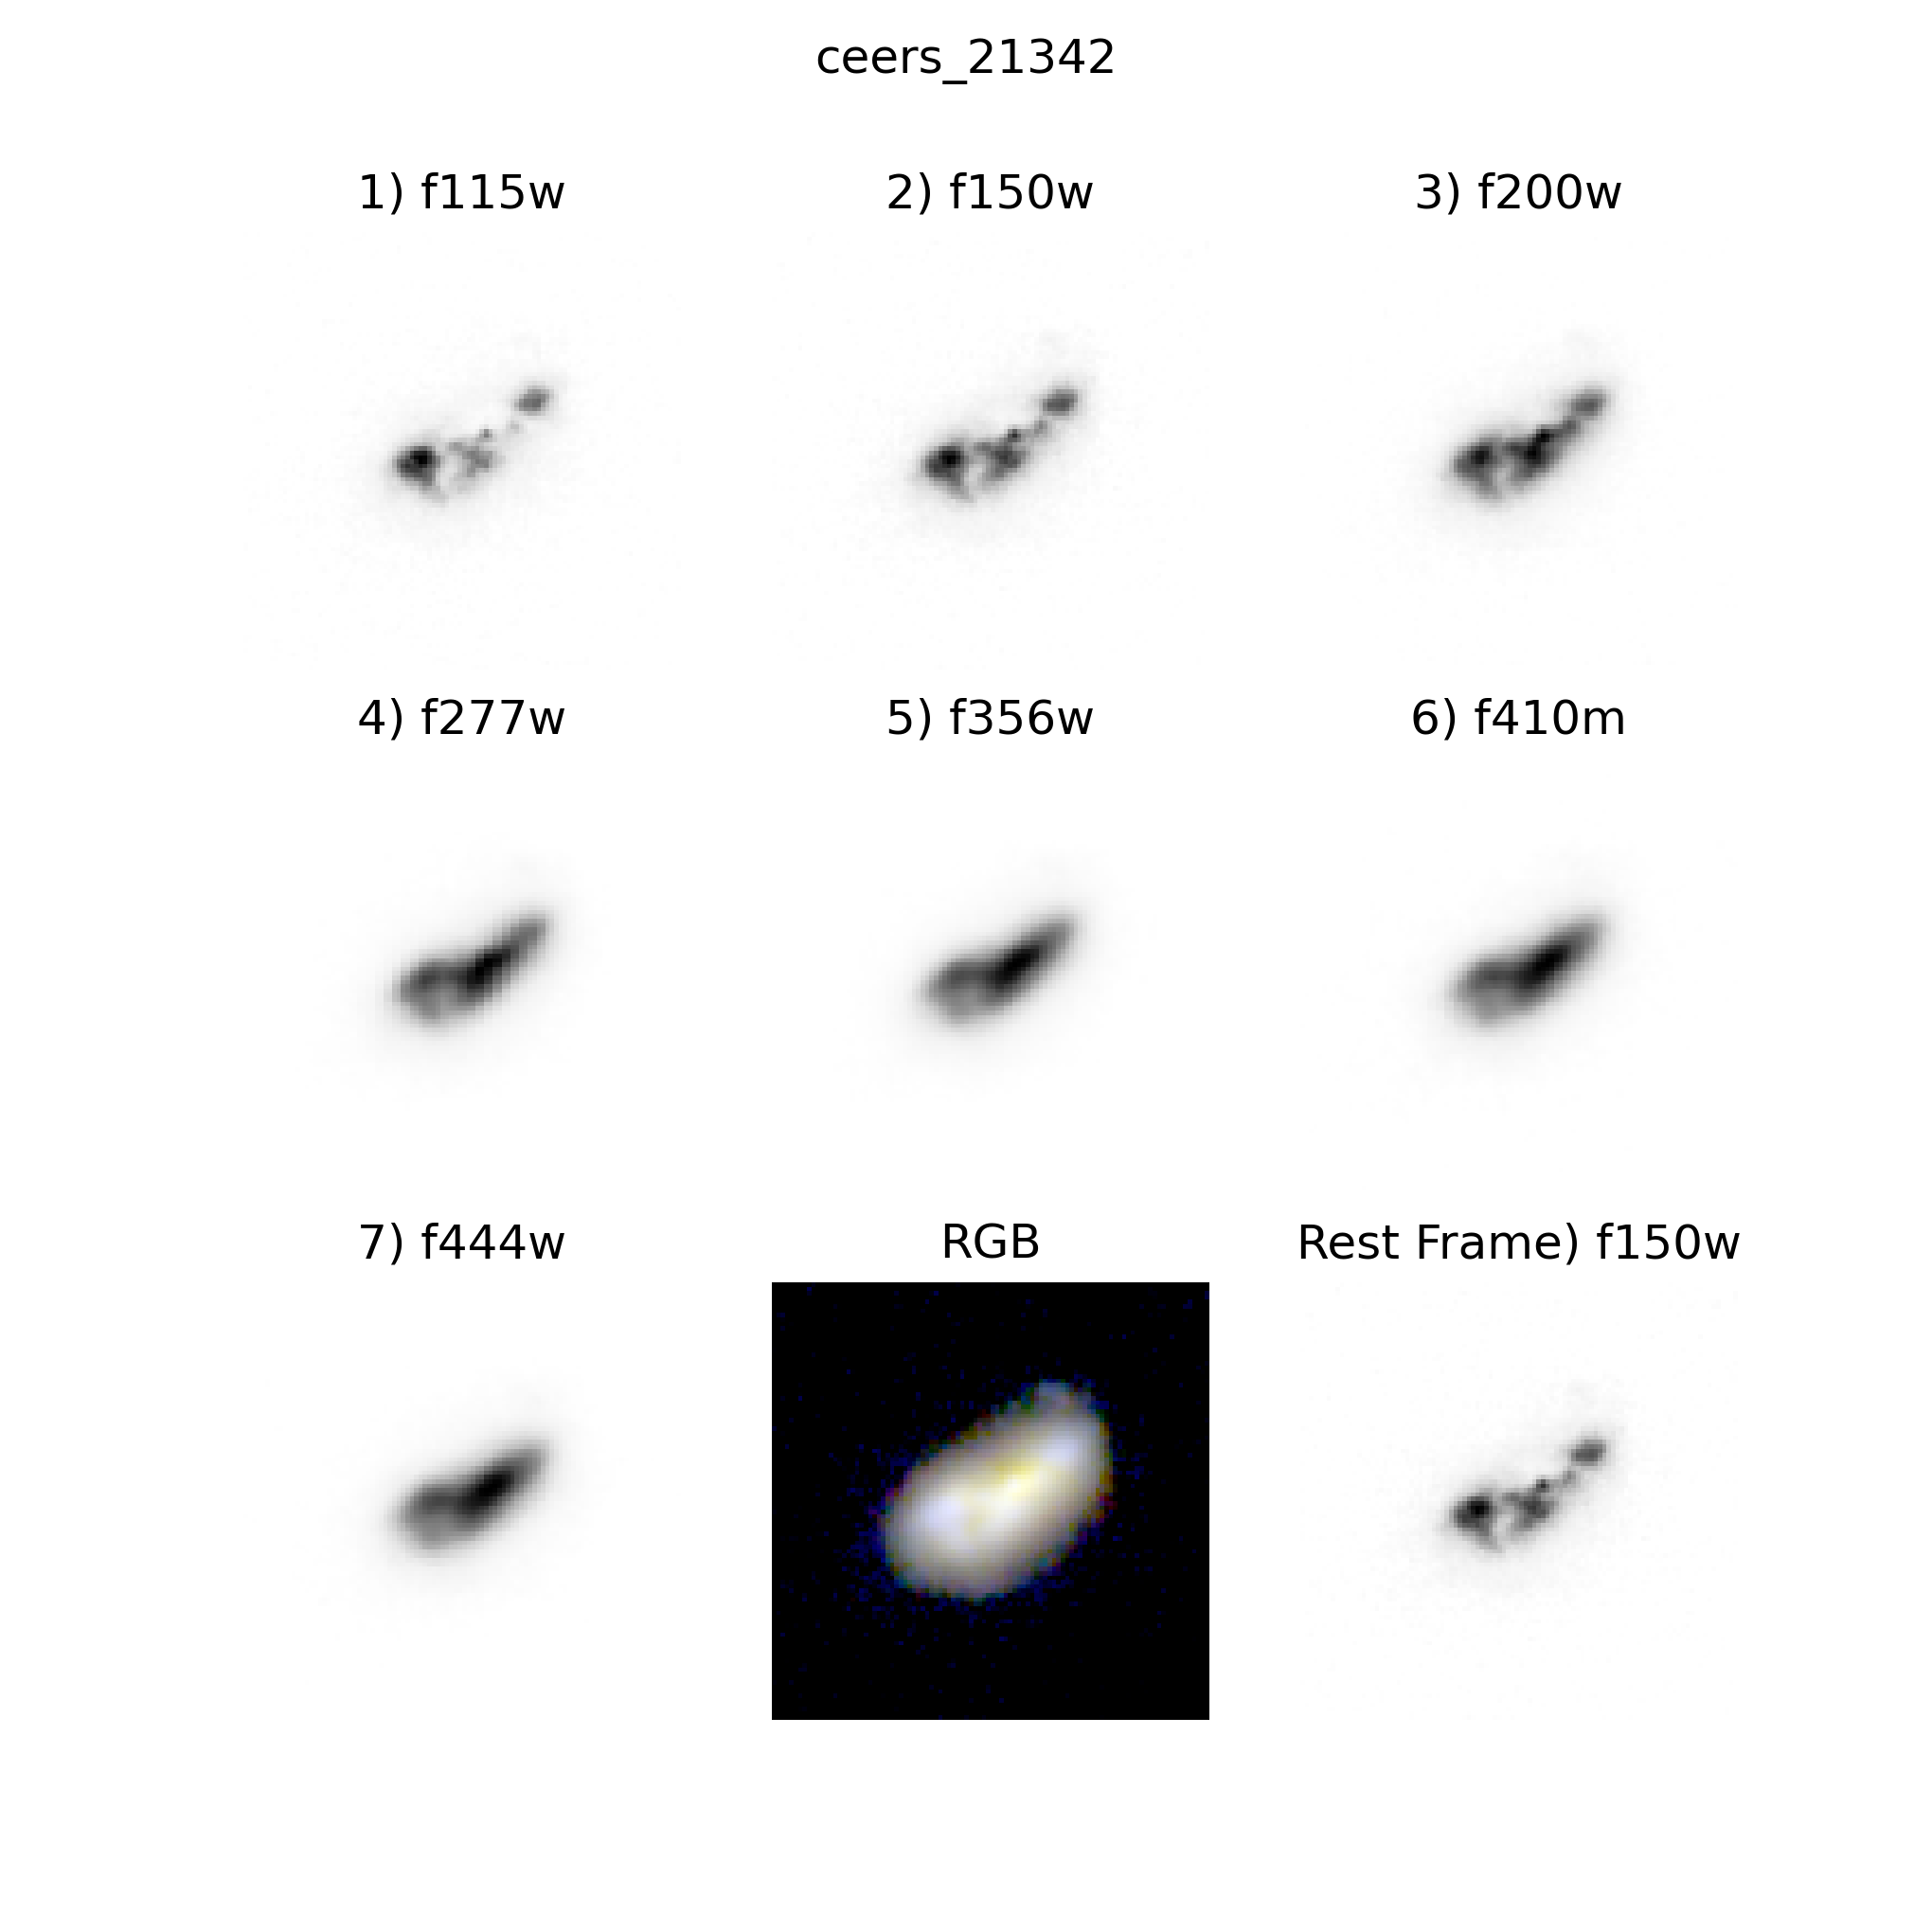 ceers_21342
1) f115w
2) f150w
3) f200w
4) f277w
5) f356w
6) f410m
7) f444w
RGB
Rest Frame) f150w